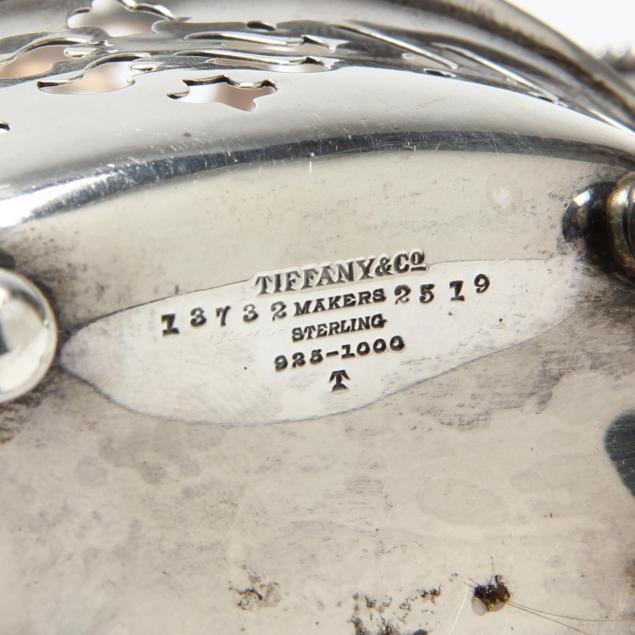 TIFFANY & Co
13732 MAKERS 2519
STERLING
925-1000
T